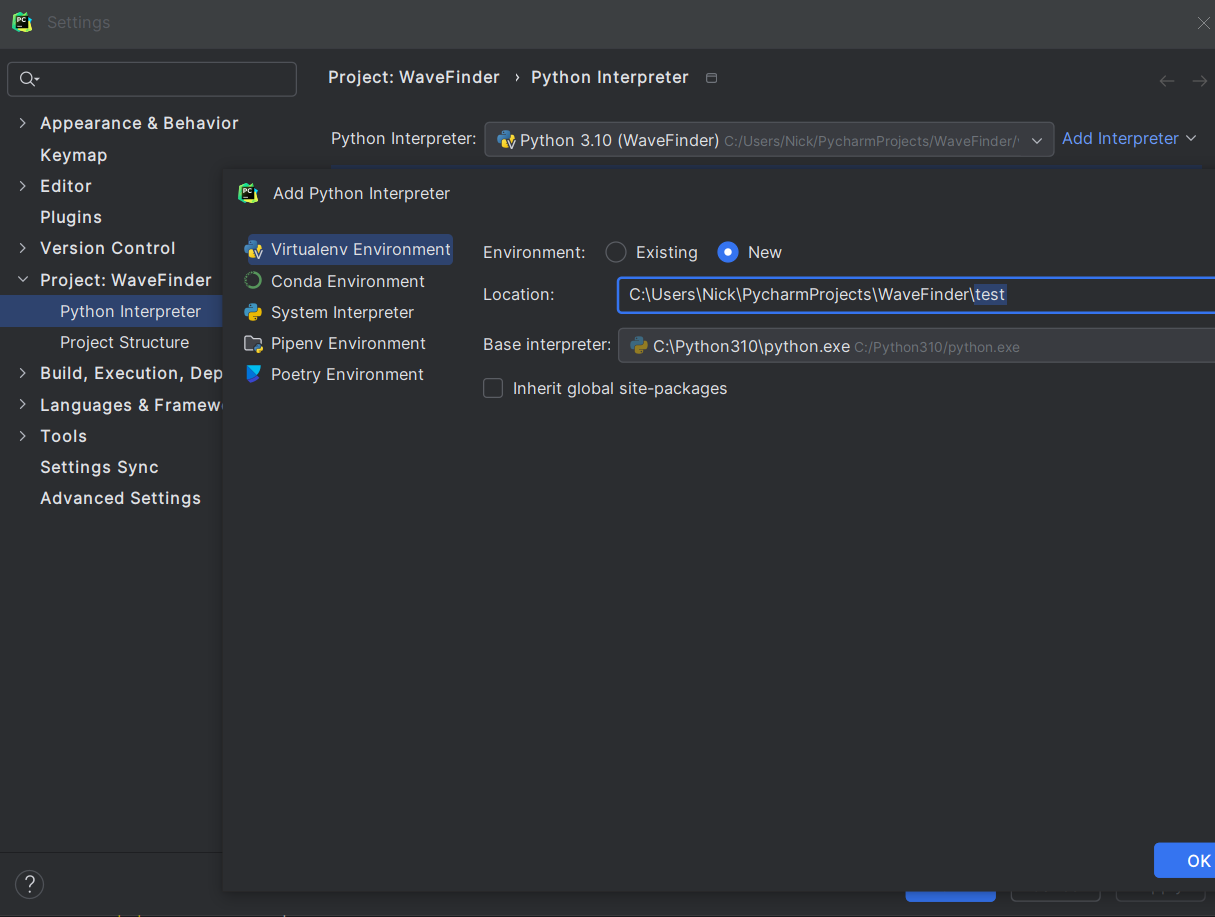 Settings
Project: WaveFinder › Python Interpreter
Appearance & Behavior
Keymap
Editor
Plugins
Version Control
Project: WaveFinder
Python Interpreter
Project Structure
Build, Execution, Dep
Languages & Framew
Tools
Settings Sync
Advanced Settings
Python Interpreter: Python 3.10 (WaveFinder) C:/Users/Nick/PycharmProjects/WaveFinder/ Add Interpreter
Add Python Interpreter
Virtualenv Environment
Conda Environment
System Interpreter
Pipenv Environment
Poetry Environment
Environment: Existing New
Location: C:\Users\Nick\PycharmProjects\WaveFinder\test
Base interpreter: C:\Python310\python.exe C:/Python310/python.exe
Inherit global site-packages
OK
?